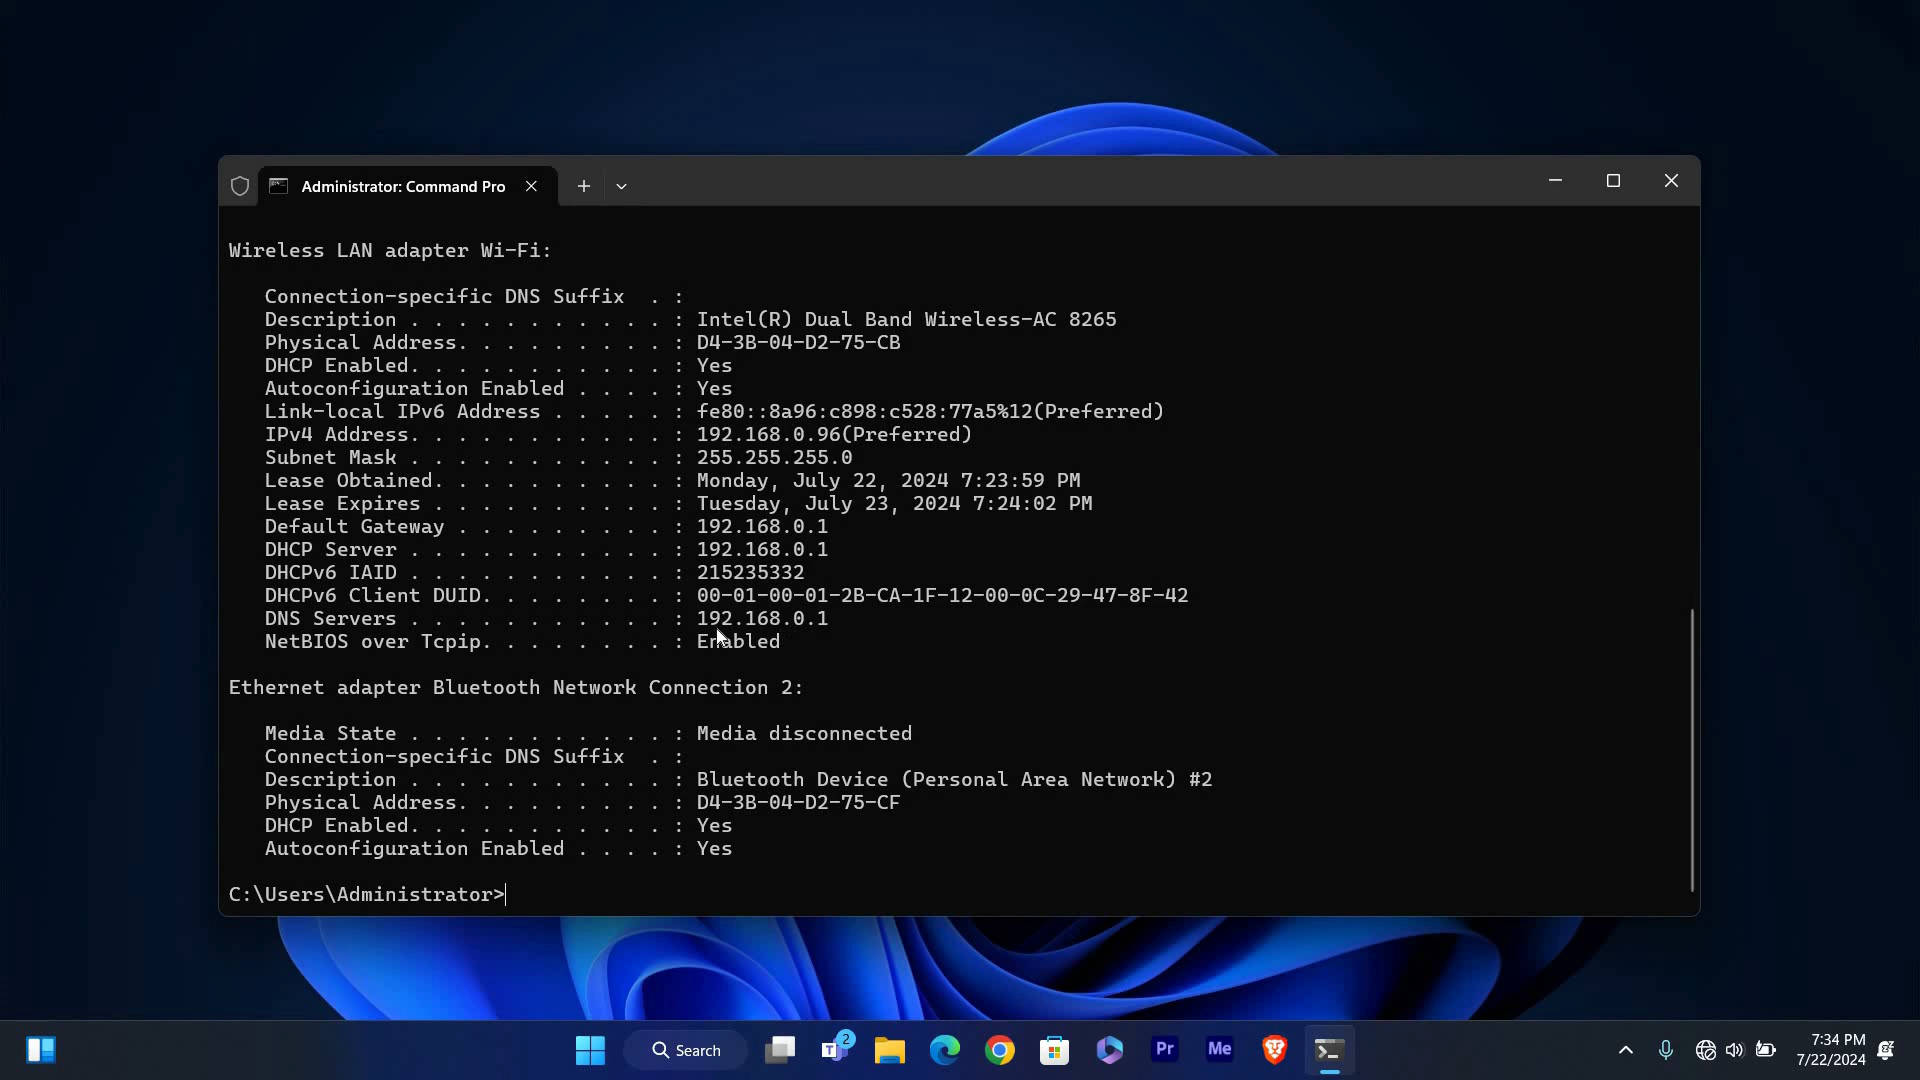 Administrator: Command Pro
Wireless LAN adapter Wi-Fi:
Connection-specific DNS Suffix  . :
Description . . . . . . . . . . . : Intel(R) Dual Band Wireless-AC 8265
Physical Address. . . . . . . . . : D4-3B-04-D2-75-CB
DHCP Enabled. . . . . . . . . . . : Yes
Autoconfiguration Enabled . . . . : Yes
Link-local IPv6 Address . . . . . : fe80::8a96:c898:c528:77a5%12(Preferred)
IPv4 Address. . . . . . . . . . . : 192.168.0.96(Preferred)
Subnet Mask . . . . . . . . . . . : 255.255.255.0
Lease Obtained. . . . . . . . . . : Monday, July 22, 2024 7:23:59 PM
Lease Expires . . . . . . . . . . : Tuesday, July 23, 2024 7:24:02 PM
Default Gateway . . . . . . . . . : 192.168.0.1
DHCP Server . . . . . . . . . . . : 192.168.0.1
DHCPv6 IAID . . . . . . . . . . . : 215235332
DHCPv6 Client DUID. . . . . . . . : 00-01-00-01-2B-CA-1F-12-00-0C-29-47-8F-42
DNS Servers . . . . . . . . . . . : 192.168.0.1
NetBIOS over Tcpip. . . . . . . . : Enabled
Ethernet adapter Bluetooth Network Connection 2:
Media State . . . . . . . . . . . : Media disconnected
Connection-specific DNS Suffix  . :
Description . . . . . . . . . . . : Bluetooth Device (Personal Area Network) #2
Physical Address. . . . . . . . . : D4-3B-04-D2-75-CF
DHCP Enabled. . . . . . . . . . . : Yes
Autoconfiguration Enabled . . . . : Yes
C:\Users\Administrator>
Search
T
2
Pr
Me
7:34 PM
7/22/2024